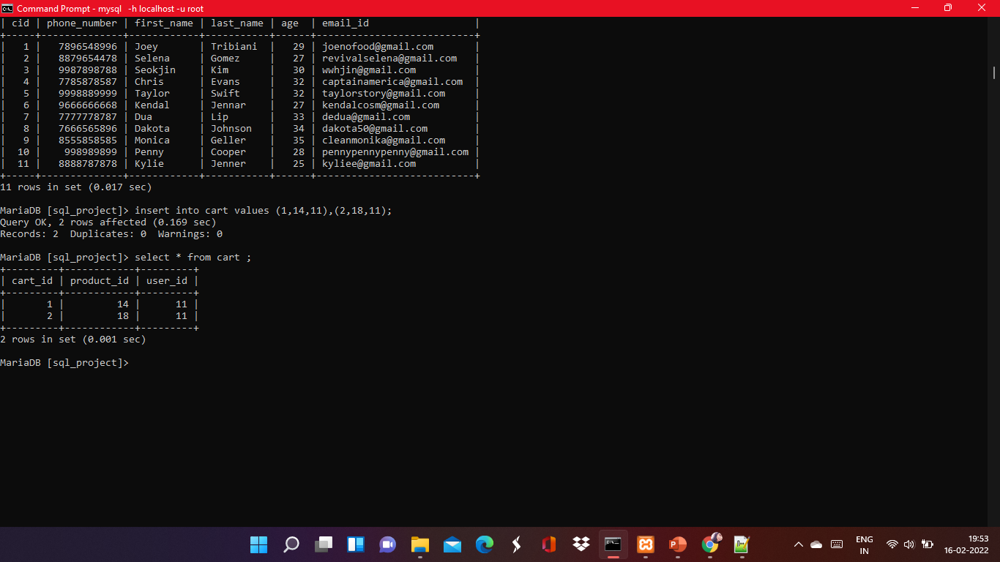 Command Prompt - mysql  -h localhost -u root
| cid | phone_number | first_name | last_name | age  | email_id                  |
+-----+--------------+------------+-----------+------+---------------------------+
|   1 |   7896548996 | Joey       | Tribiani  |   29 | joenofood@gmail.com       |
|   2 |   8879654478 | Selena     | Gomez     |   27 | revivalselena@gmail.com   |
|   3 |   9987898788 | Seokjin    | Kim       |   30 | wwhjin@gmail.com          |
|   4 |   7785878587 | Chris      | Evans     |   32 | captainamerica@gmail.com  |
|   5 |   9998889999 | Taylor     | Swift     |   32 | taylorstory@gmail.com     |
|   6 |   9666666668 | Kendal     | Jennar    |   27 | kendalcosm@gmail.com      |
|   7 |   7777778787 | Dua        | Lip       |   33 | dedua@gmail.com           |
|   8 |   7666565896 | Dakota     | Johnson   |   34 | dakota50@gmail.com        |
|   9 |   8555858585 | Monica     | Geller    |   35 | cleanmonika@gmail.com     |
|  10 |    998989899 | Penny      | Cooper    |   28 | pennypennypenny@gmail.com |
|  11 |   8888787878 | Kylie      | Jenner    |   25 | kyliee@gmail.com          |
+-----+--------------+------------+-----------+------+---------------------------+
11 rows in set (0.017 sec)
MariaDB [sql_project]> insert into cart values (1,14,11),(2,18,11);
Query OK, 2 rows affected (0.169 sec)
Records: 2  Duplicates: 0  Warnings: 0
MariaDB [sql_project]> select * from cart ;
+---------+------------+---------+
| cart_id | product_id | user_id |
+---------+------------+---------+
|       1 |         14 |      11 |
|       2 |         18 |      11 |
+---------+------------+---------+
2 rows in set (0.001 sec)
MariaDB [sql_project]>
ENG
IN
19:53
16-02-2022